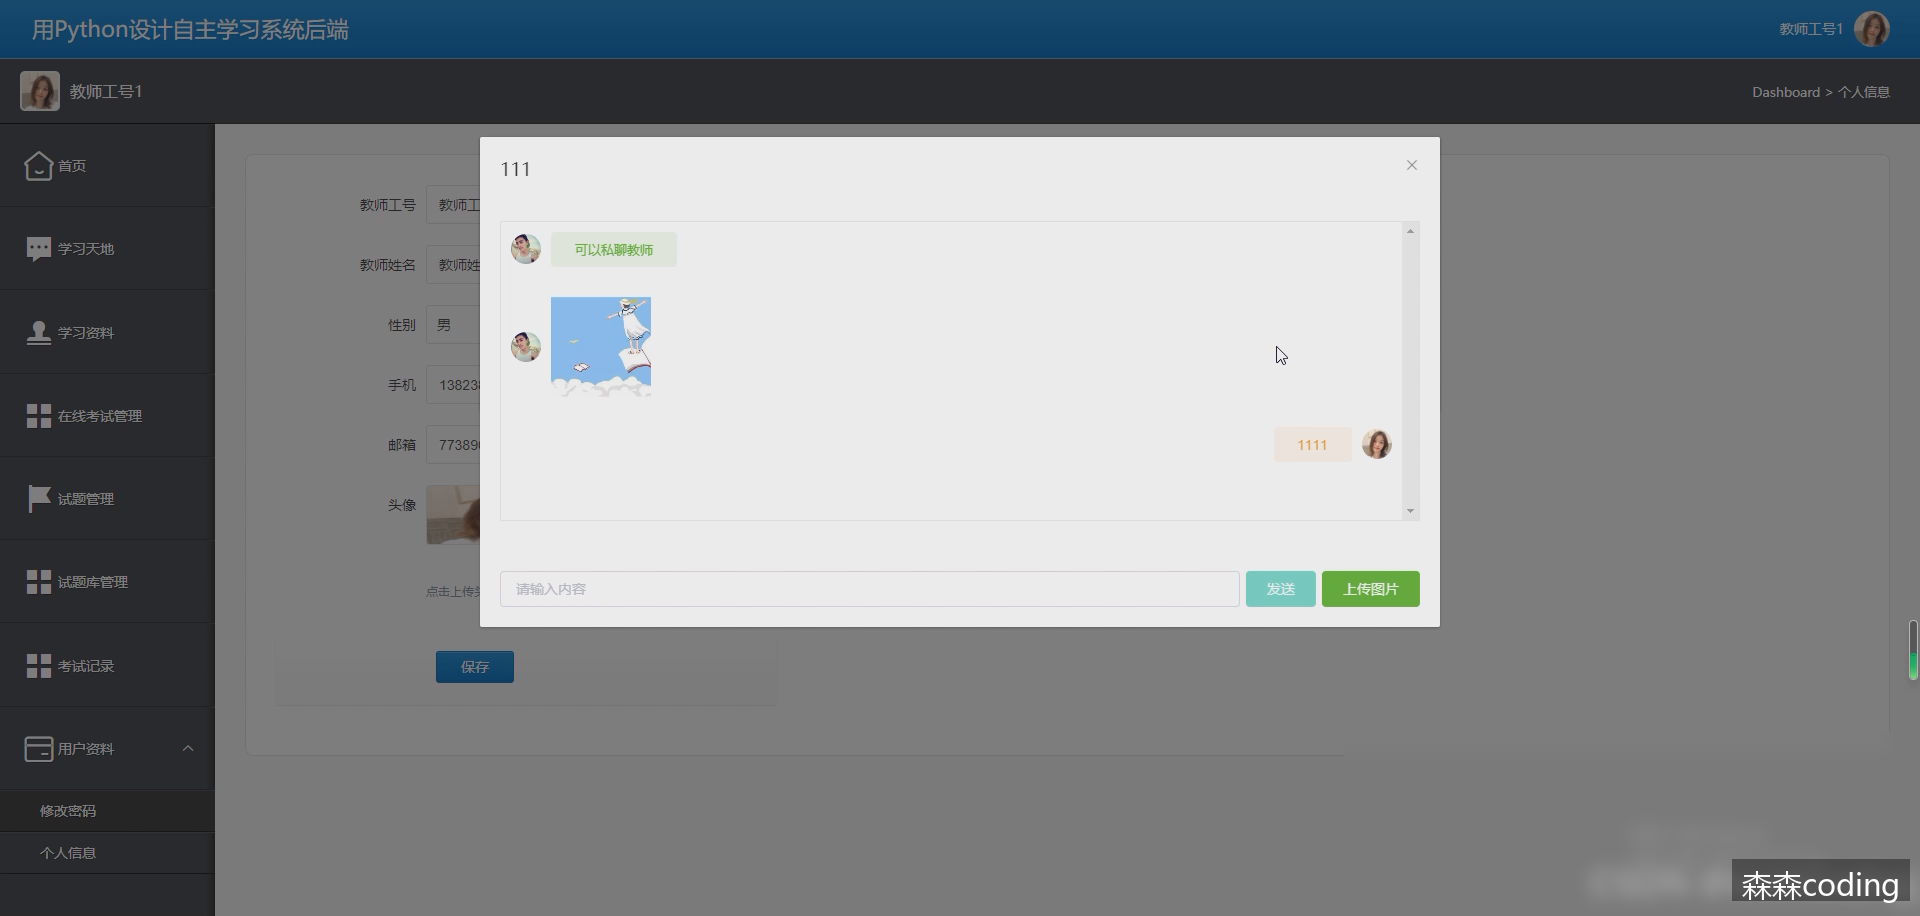 用Python设计自主学习系统后端
教师工号1
教师工号1
Dashboard > 个人信息
首页
学习天地
学习资料
在线考试管理
试题管理
试题库管理
考试记录
用户资料
修改密码
个人信息
教师工号 教师工
教师姓名 教师姓
性别 男
手机 13823
邮箱 77389
头像
点击上传
保存
111
可以私聊教师
1111
请输入内容
发送
上传图片
森森coding